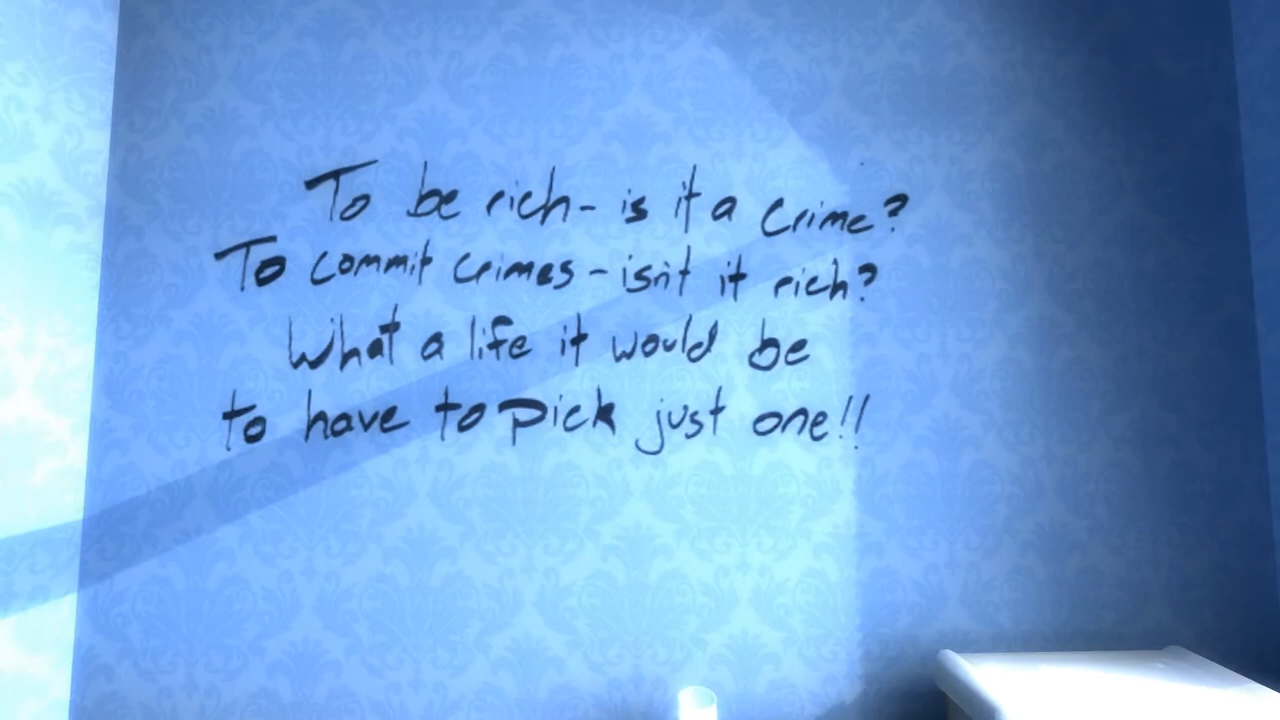 To be rich- is it a crime?
To commit crimes - isn't it rich?
What a life it would be
to have to pick just one!!